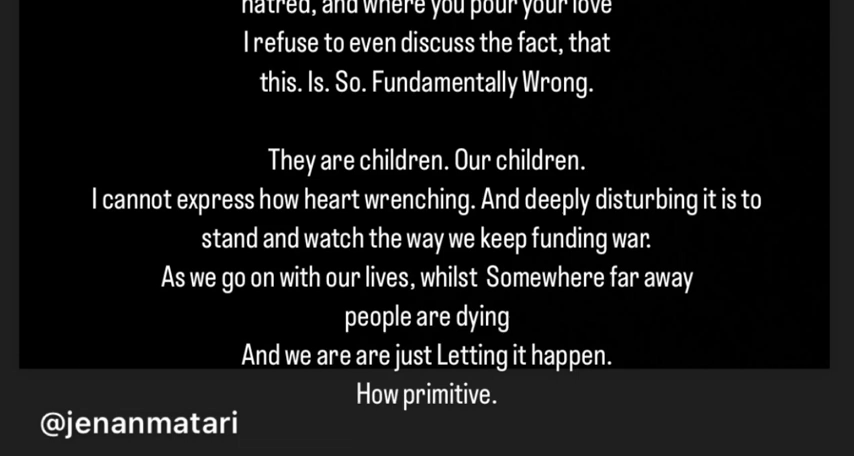 hatred, and where you pour your love
I refuse to even discuss the fact, that
this. Is. So. Fundamentally Wrong.
They are children. Our children.
I cannot express how heart wrenching. And deeply disturbing it is to
stand and watch the way we keep funding war.
As we go on with our lives, whilst Somewhere far away
people are dying
And we are are just Letting it happen.
How primitive.
@jenanmatari